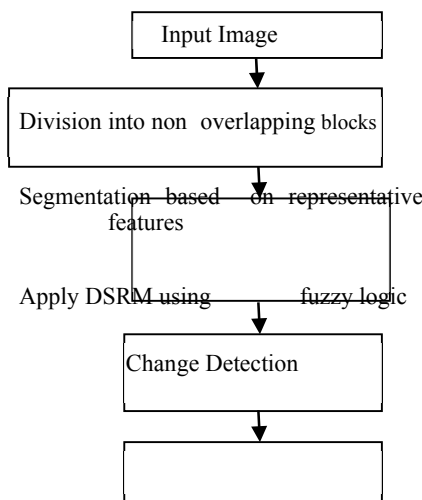 Input Image
Division into non overlapping blocks
Segmentation based on representative
features
Apply DSRM using fuzzy logic
Change Detection